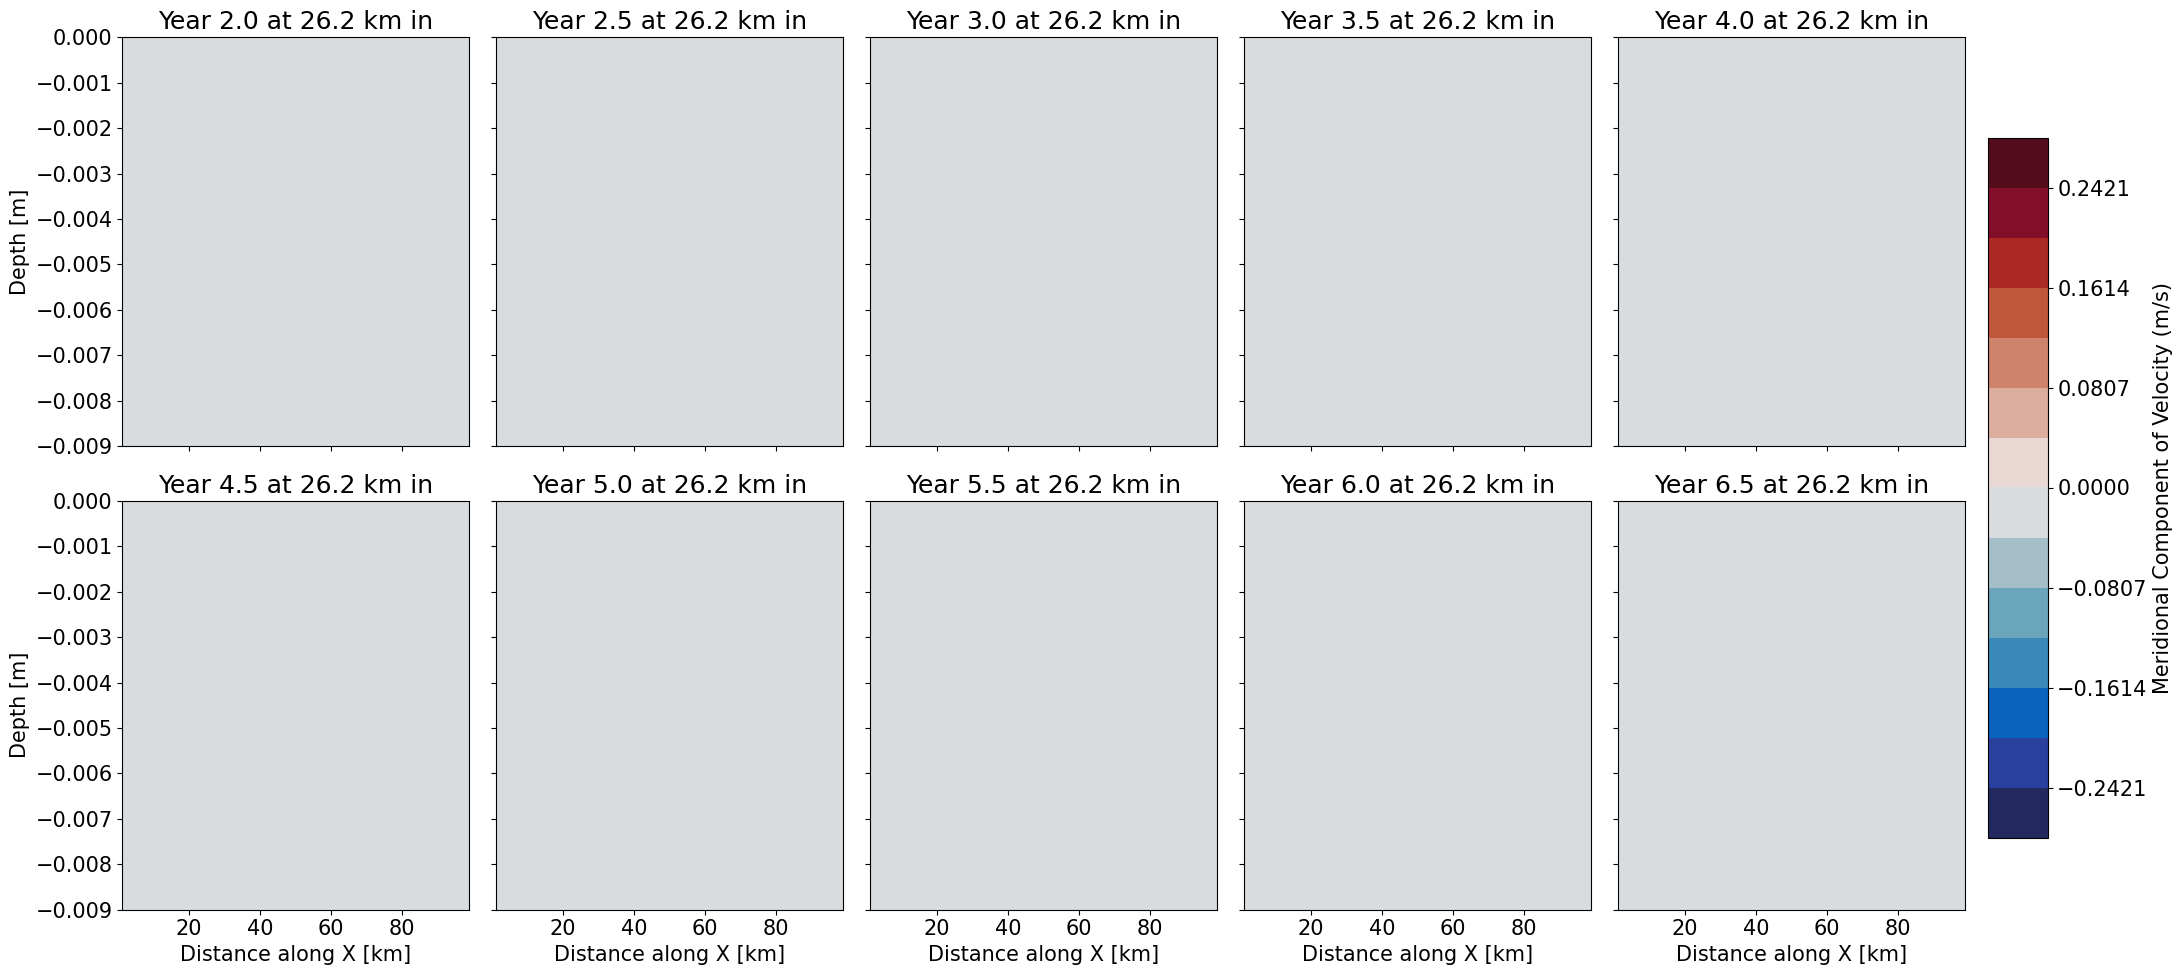 Year 2.0 at 26.2 km in
Year 2.5 at 26.2 km in
Year 3.0 at 26.2 km in
Year 3.5 at 26.2 km in
Year 4.0 at 26.2 km in
0.000
−0.001
−0.002
−0.003
−0.004
−0.005
−0.006
−0.007
−0.008
−0.009
Depth [m]
Year 4.5 at 26.2 km in
Year 5.0 at 26.2 km in
Year 5.5 at 26.2 km in
Year 6.0 at 26.2 km in
Year 6.5 at 26.2 km in
0.000
−0.001
−0.002
−0.003
−0.004
−0.005
−0.006
−0.007
−0.008
−0.009
Depth [m]
20 40 60 80
20 40 60 80
20 40 60 80
20 40 60 80
20 40 60 80
Distance along X [km]
Distance along X [km]
Distance along X [km]
Distance along X [km]
Distance along X [km]
0.2421
0.1614
0.0807
0.0000
−0.0807
−0.1614
−0.2421
Meridional Component of Velocity (m/s)